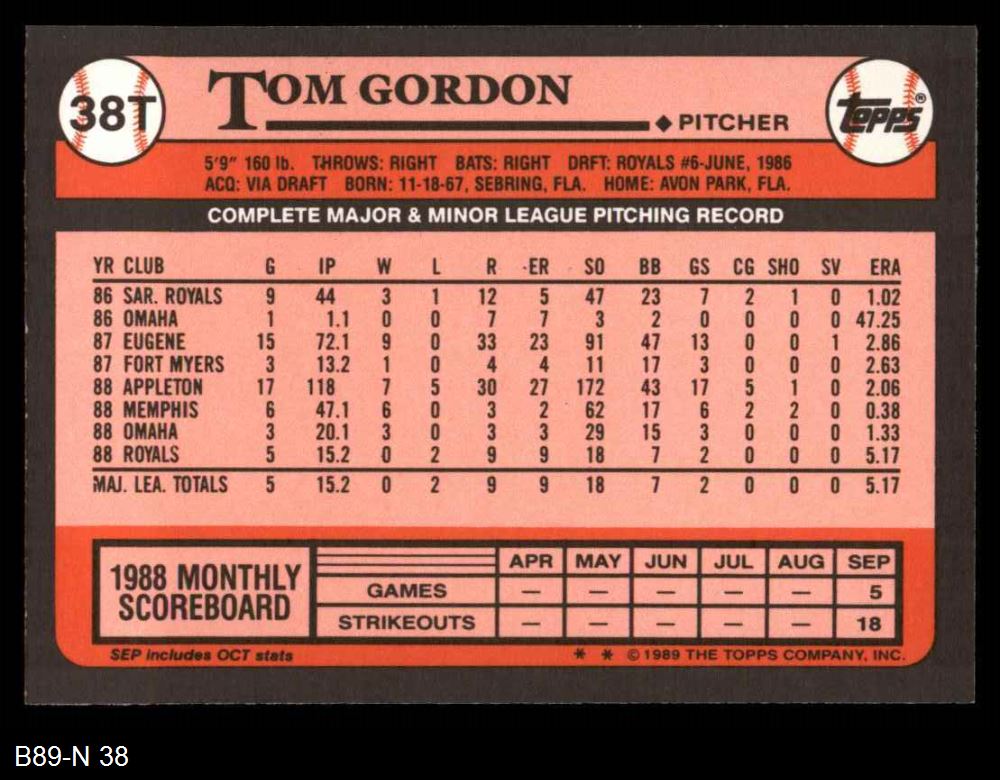 38T
TOM GORDON
◆ PITCHER
TOPPS®
5'9" 160 lb. THROWS: RIGHT BATS: RIGHT DRFT: ROYALS #6-JUNE, 1986
ACQ: VIA DRAFT BORN: 11-18-67, SEBRING, FLA. HOME: AVON PARK, FLA.
COMPLETE MAJOR & MINOR LEAGUE PITCHING RECORD
YR CLUB G IP W L R ER SO BB GS CG SHO SV ERA
86 SAR. ROYALS 9 44 3 1 12 5 47 23 7 2 1 0 1.02
86 OMAHA 1 1.1 0 0 7 7 3 2 0 0 0 0 47.25
87 EUGENE 15 72.1 9 0 33 23 91 47 13 0 0 1 2.86
87 FORT MYERS 3 13.2 1 0 4 4 11 17 3 0 0 0 2.63
88 APPLETON 17 118 7 5 30 27 172 43 17 5 1 0 2.06
88 MEMPHIS 6 47.1 6 0 3 2 62 17 6 2 2 0 0.38
88 OMAHA 3 20.1 3 0 3 3 29 15 3 0 0 0 1.33
88 ROYALS 5 15.2 0 2 9 9 18 7 2 0 0 0 5.17
MAJ. LEA. TOTALS 5 15.2 0 2 9 9 18 7 2 0 0 0 5.17
1988 MONTHLY
SCOREBOARD
APR MAY JUN JUL AUG SEP
GAMES — — — — — 5
STRIKEOUTS — — — — — 18
SEP includes OCT stats
* * © 1989 THE TOPPS COMPANY, INC.
B89-N 38